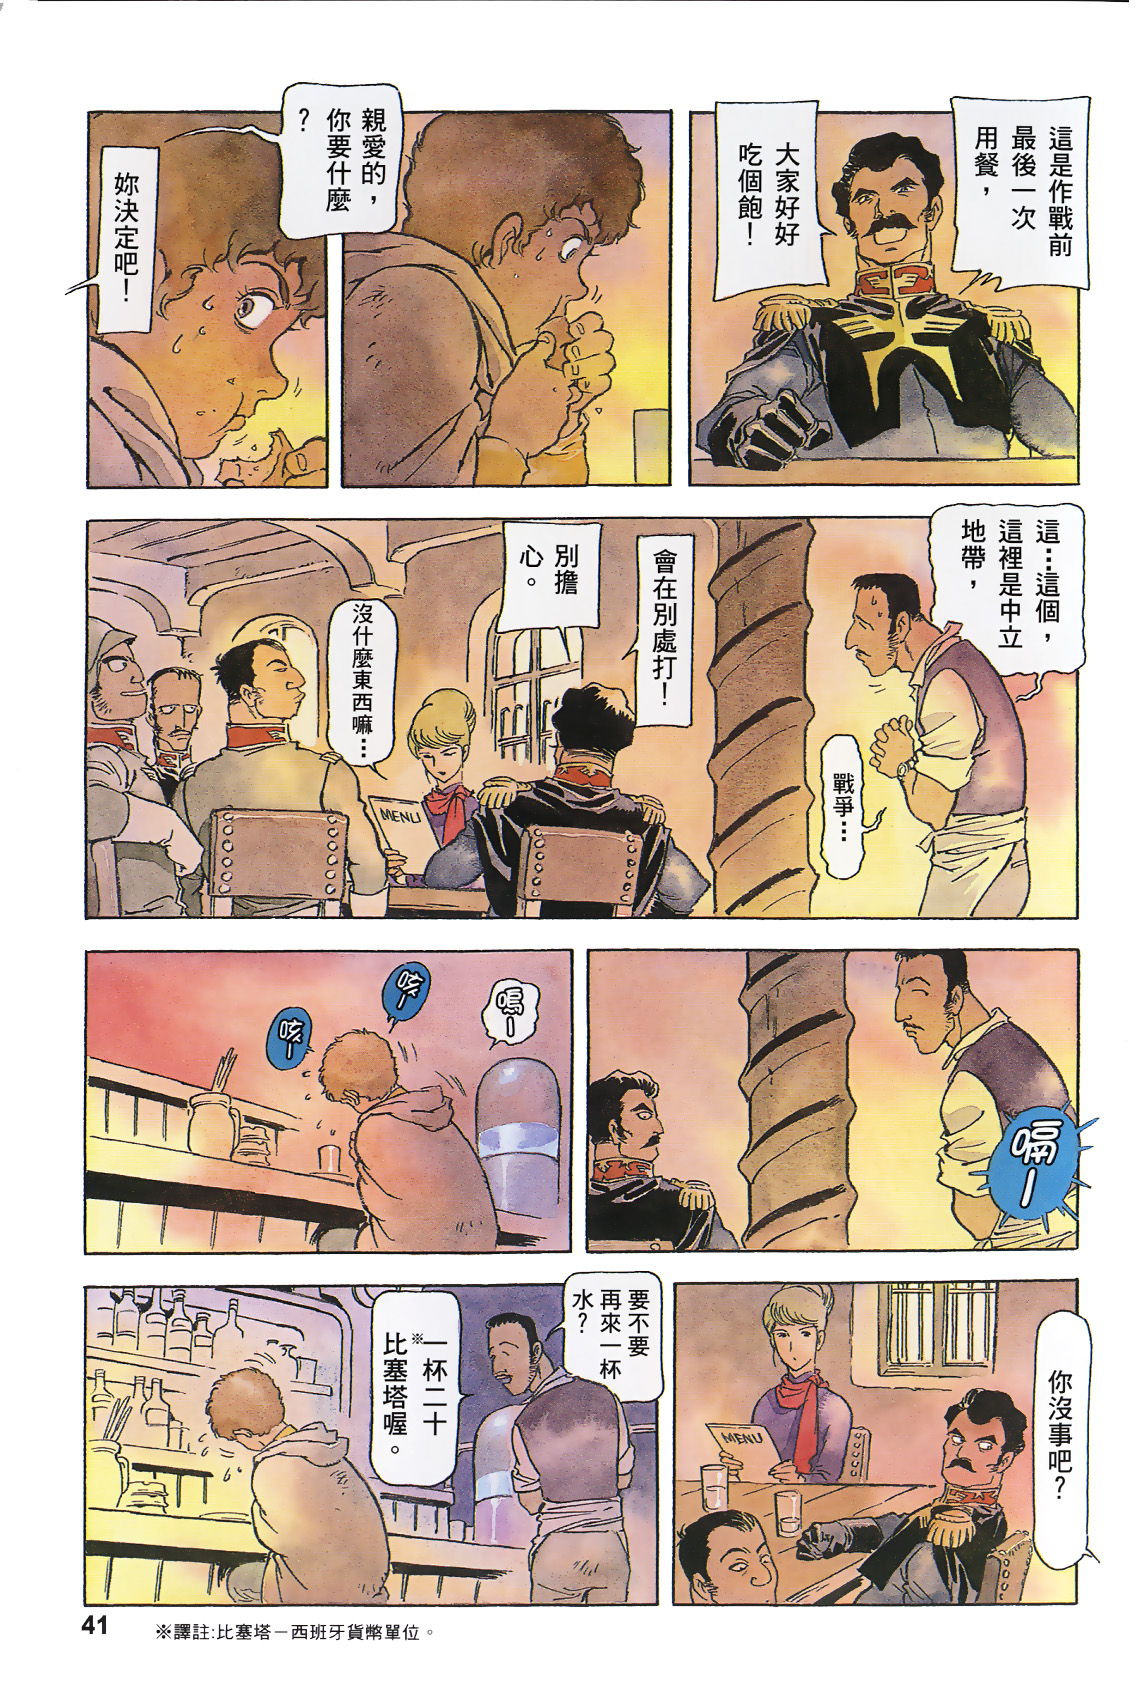 這是作戰前
最後一次
用餐，
大家好好
吃個飽！
親愛的，
你要什麼
？
妳決定吧！
這…這個，
這裡是中立
地帶，
戰爭…
會在別處打！
別擔
心。
沒什麼東西嘛…
MENU
嗝—
嗚—
咳—
咳—
你沒事吧？
MENU
要不要
再來一杯
水？
一杯二十
※比塞塔喔。
41
※譯註:比塞塔－西班牙貨幣單位。